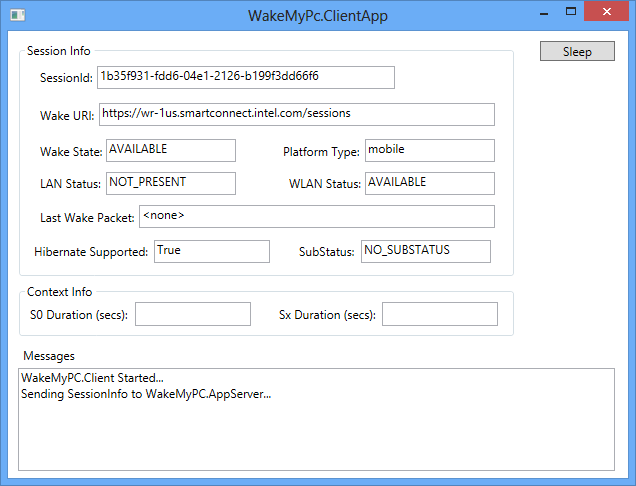 WakeMyPc.ClientApp
Session Info
Sleep
SessionId: 1b35f931-fdd6-04e1-2126-b199f3dd66f6
Wake URI: https://wr-1us.smartconnect.intel.com/sessions
Wake State: AVAILABLE Platform Type: mobile
LAN Status: NOT_PRESENT WLAN Status: AVAILABLE
Last Wake Packet: <none>
Hibernate Supported: True SubStatus: NO_SUBSTATUS
Context Info
S0 Duration (secs): Sx Duration (secs):
Messages
WakeMyPC.Client Started...
Sending SessionInfo to WakeMyPC.AppServer...